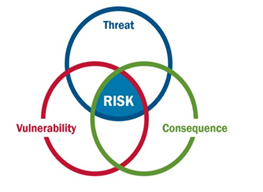 Threat
RISK
Vulnerability
Consequence